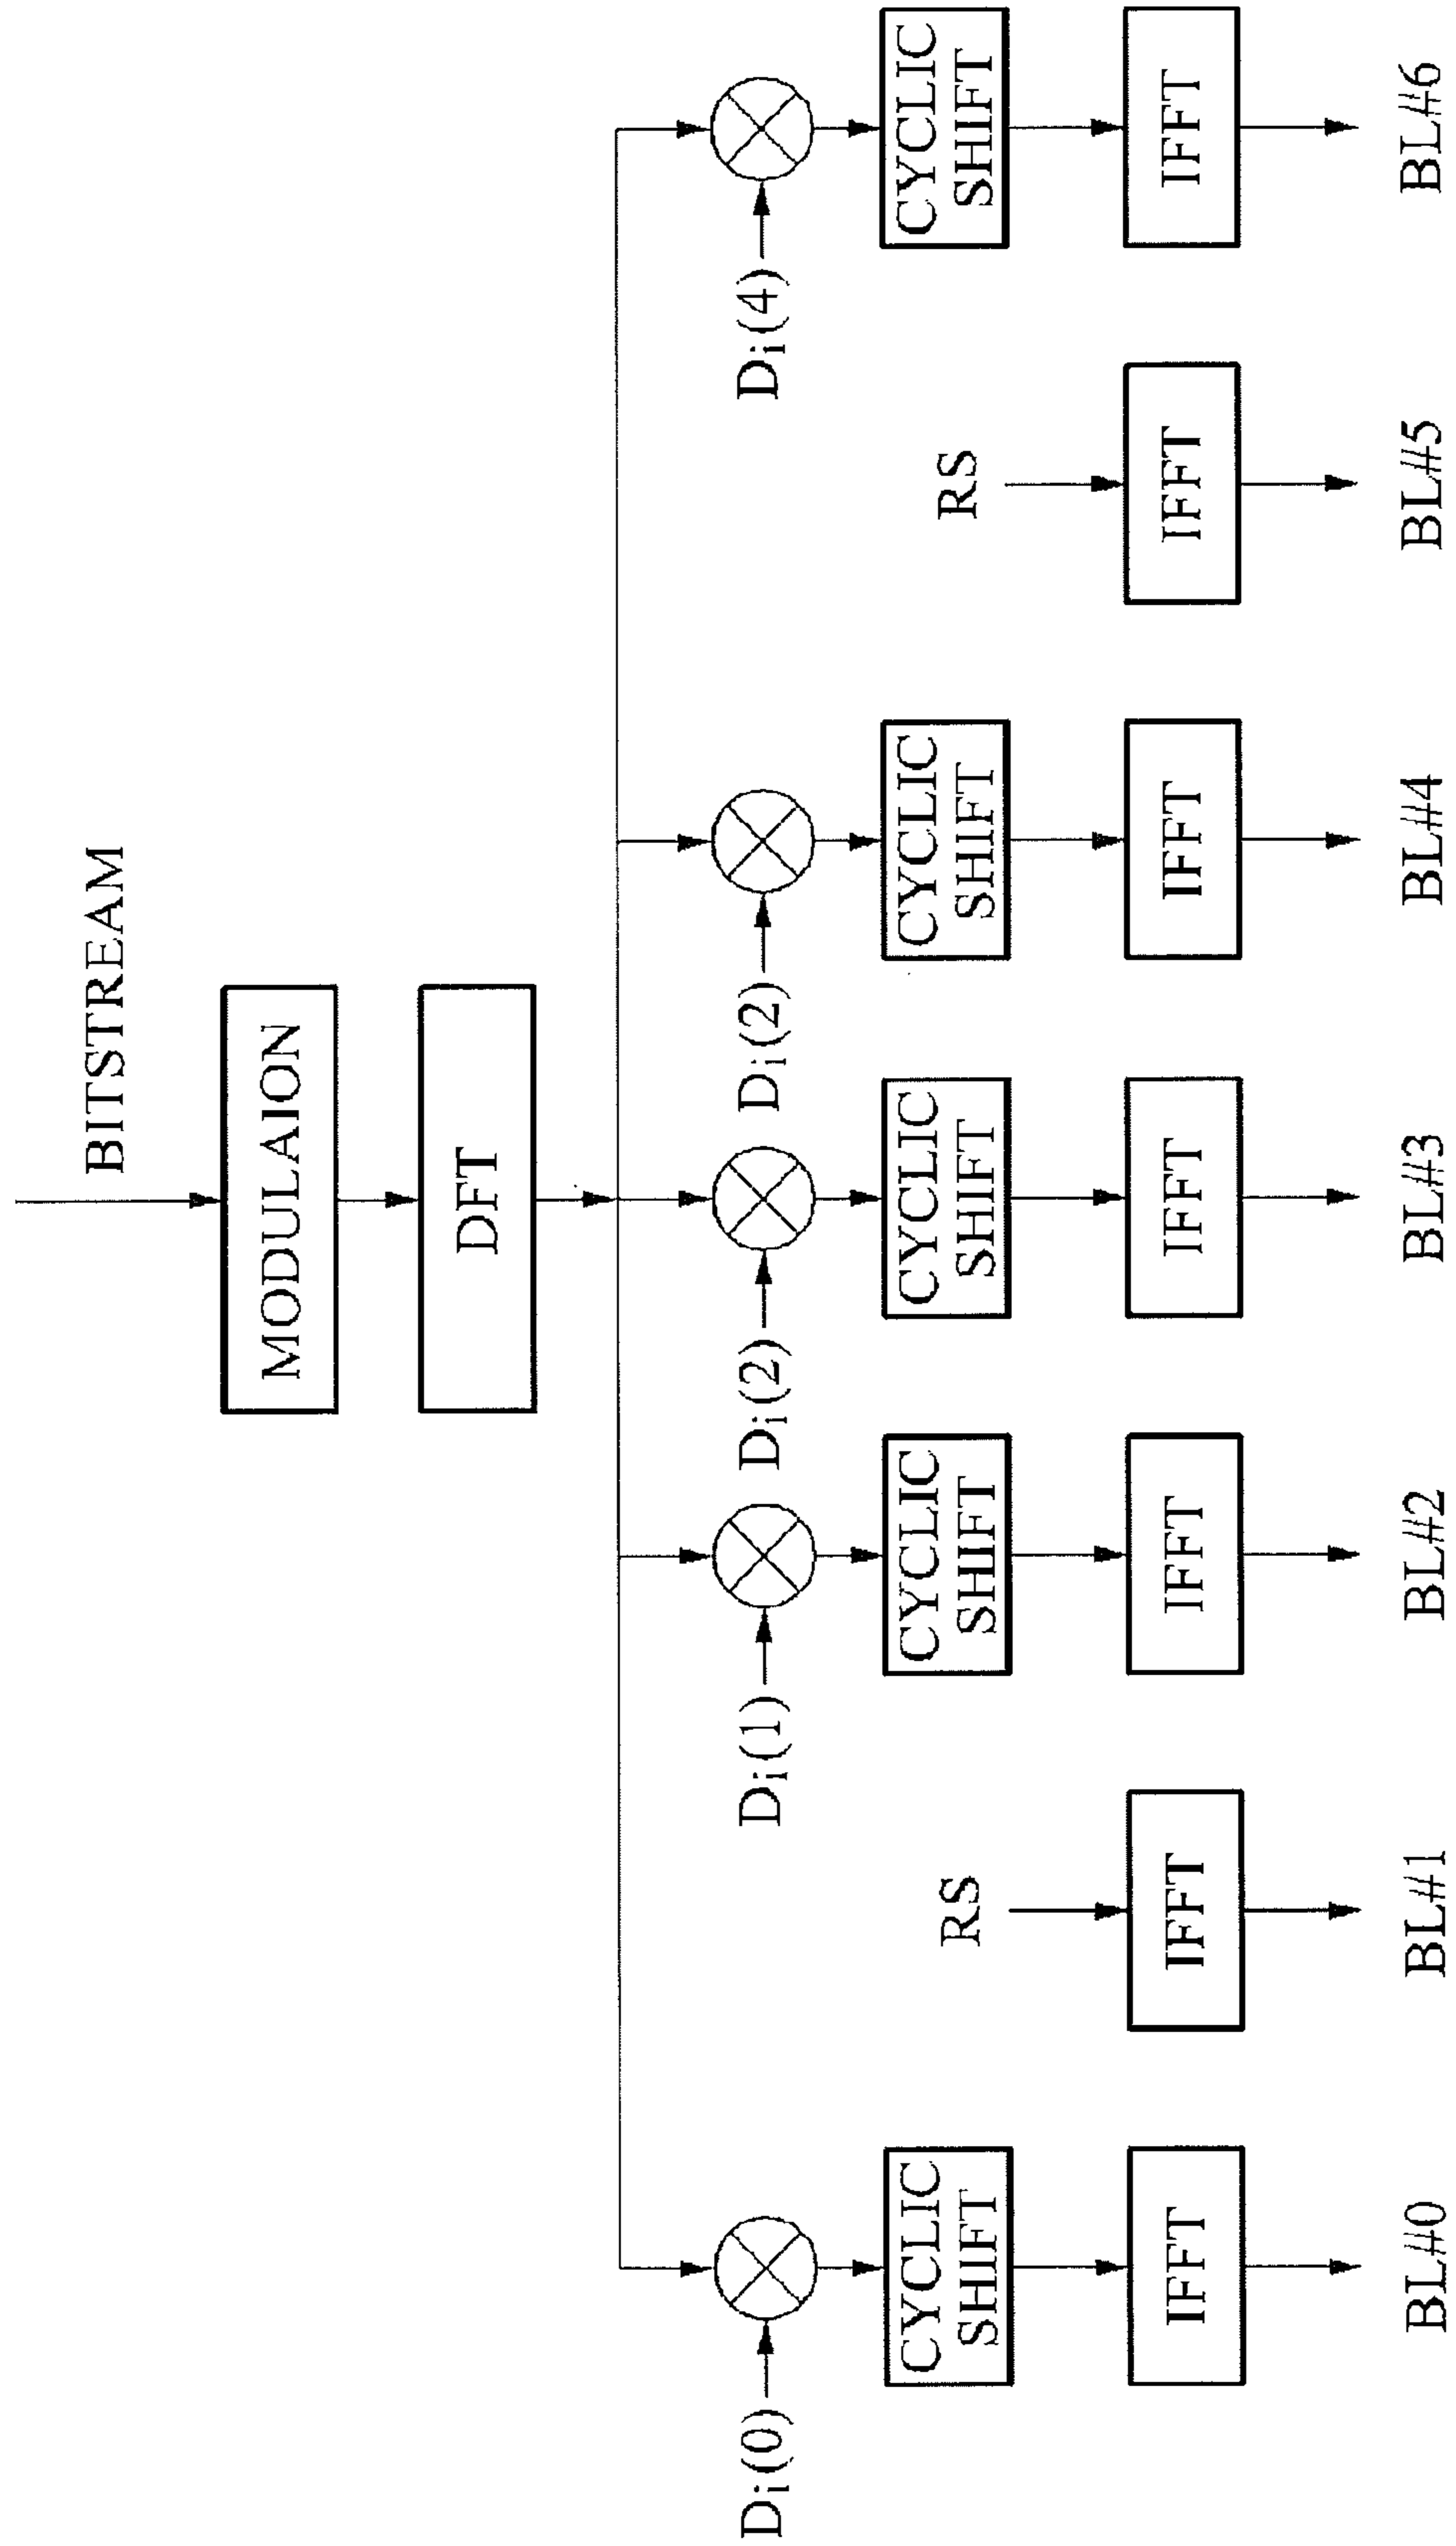 BITSTREAM
MODULAION
DFT
Di(0)
Di(1)
Di(2)
Di(2)
Di(4)
CYCLIC
SHIFT
RS
CYCLIC
SHIFT
CYCLIC
SHIFT
CYCLIC
SHIFT
RS
CYCLIC
SHIFT
IFFT
IFFT
IFFT
IFFT
IFFT
IFFT
IFFT
BL#0
BL#1
BL#2
BL#3
BL#4
BL#5
BL#6